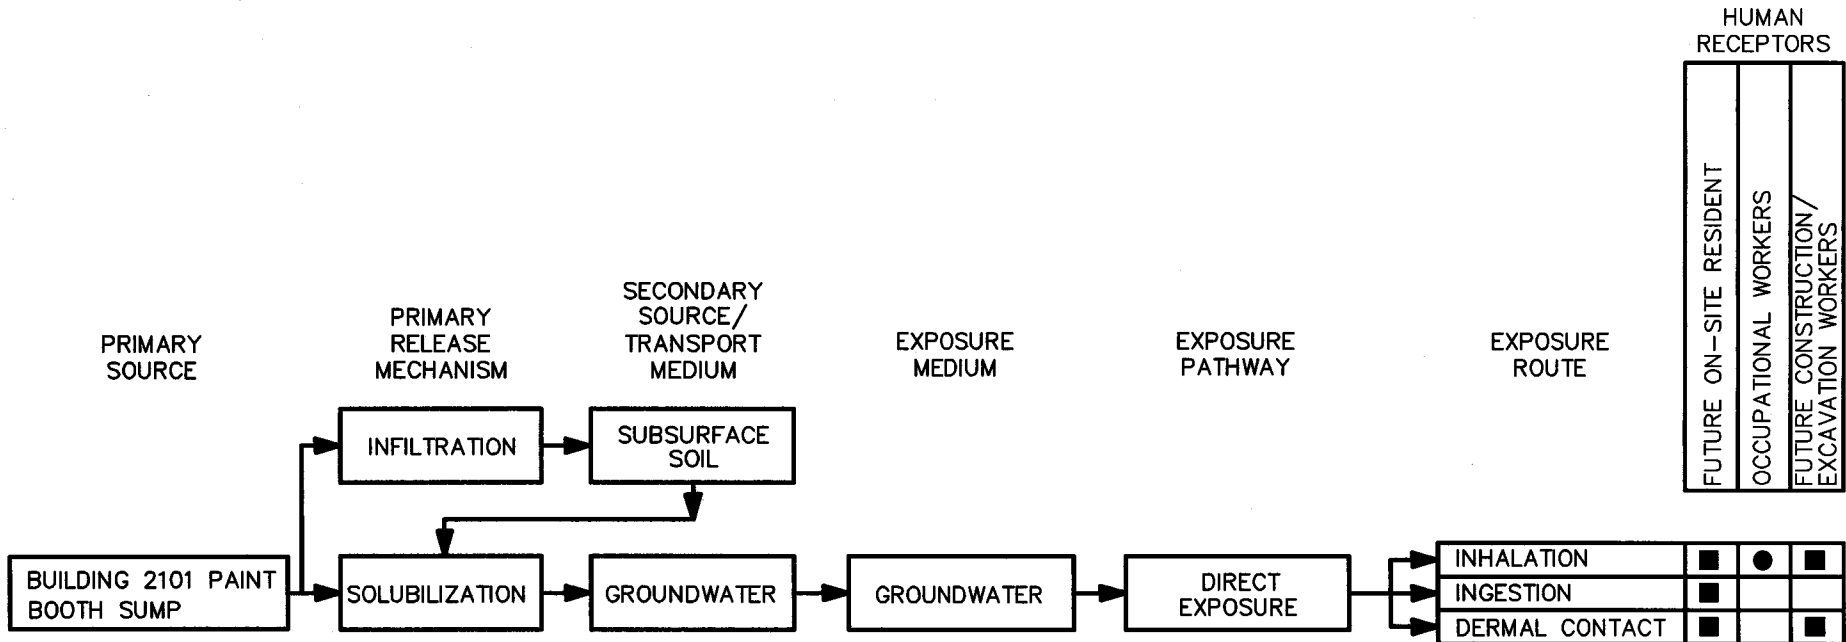 HUMAN
RECEPTORS
FUTURE ON-SITE RESIDENT
OCCUPATIONAL WORKERS
FUTURE CONSTRUCTION/
EXCAVATION WORKERS
PRIMARY
SOURCE
PRIMARY
RELEASE
MECHANISM
SECONDARY
SOURCE/
TRANSPORT
MEDIUM
EXPOSURE
MEDIUM
EXPOSURE
PATHWAY
EXPOSURE
ROUTE
INFILTRATION
SUBSURFACE
SOIL
BUILDING 2101 PAINT
BOOTH SUMP
SOLUBILIZATION
GROUNDWATER
GROUNDWATER
DIRECT
EXPOSURE
INHALATION
INGESTION
DERMAL CONTACT